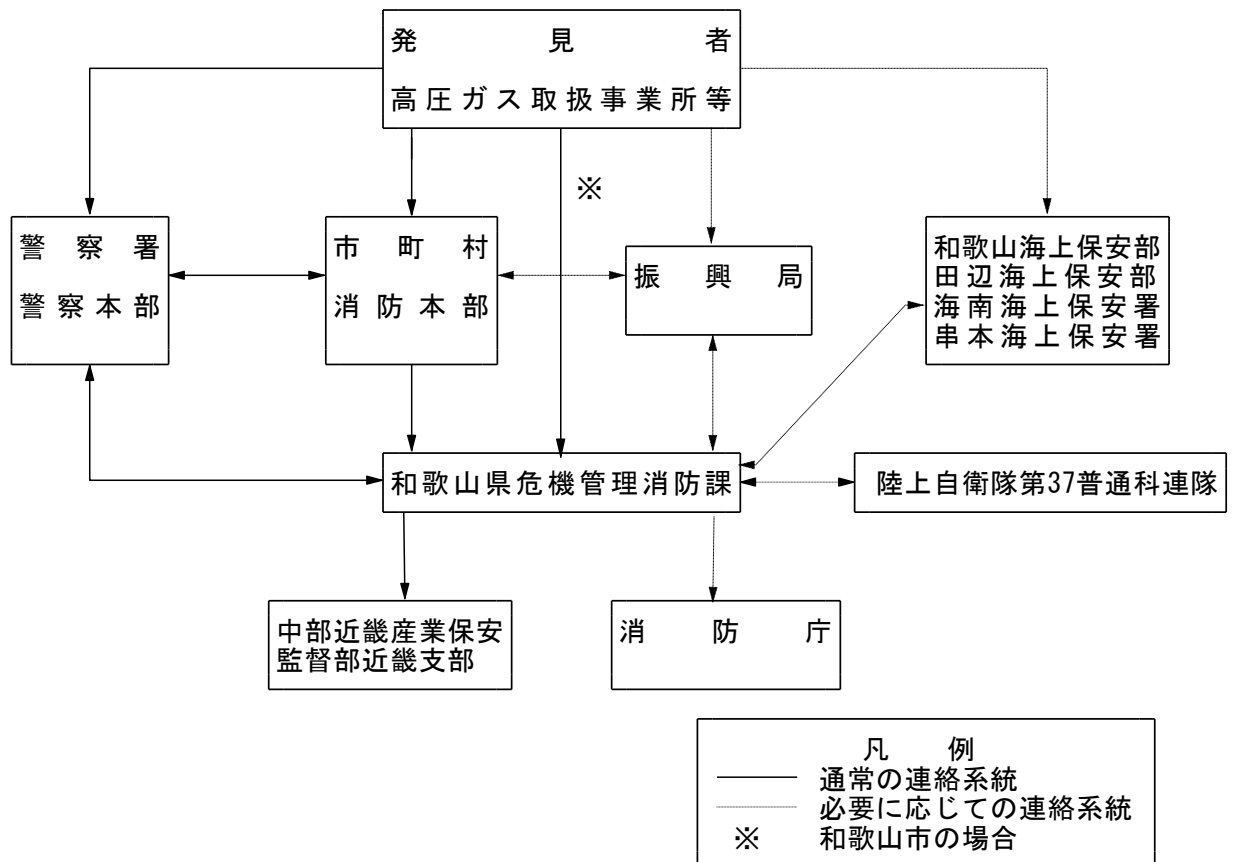 発見者
高圧ガス取扱事業所等
※
警察署
警察本部
市町村
消防本部
振興局
和歌山海上保安部
田辺海上保安部
海南海上保安署
串本海上保安署
和歌山県危機管理消防課
陸上自衛隊第37普通科連隊
中部近畿産業保安
監督部近畿支部
消防庁
凡例
通常の連絡系統
必要に応じての連絡系統
※ 和歌山市の場合